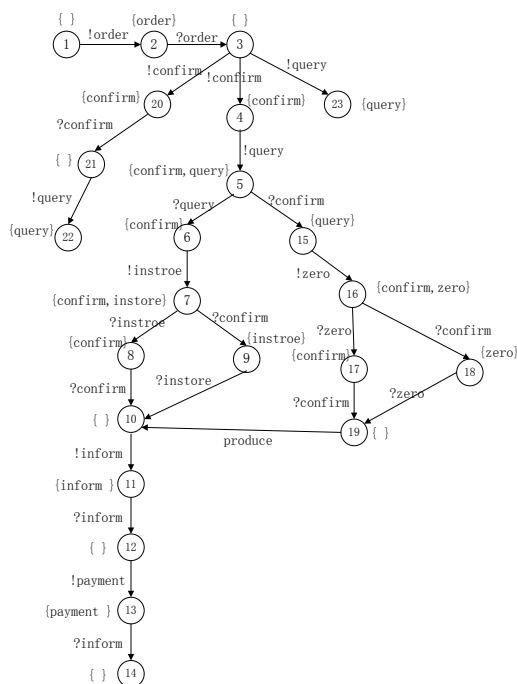 { } {order} { }
!order ?order
1 2 3
!confirm !confirm !query
{confirm} 20 {confirm} 23 {query}
4
?confirm
!query
{ } 21 {confirm,query} 5
!query ?query ?confirm
{confirm} {query}
{query} 22 6 15
!instroe !zero
16 {confirm,zero}
{confirm,instore} 7
?instroe ?confirm ?zero ?confirm
{confirm} {instroe} {confirm} {zero}
8 9 17 18
?confirm ?instore ?confirm ?zero
{ } 10 19 { }
produce
!inform
{inform } 11
?inform
{ } 12
!payment
{payment } 13
?inform
{ } 14